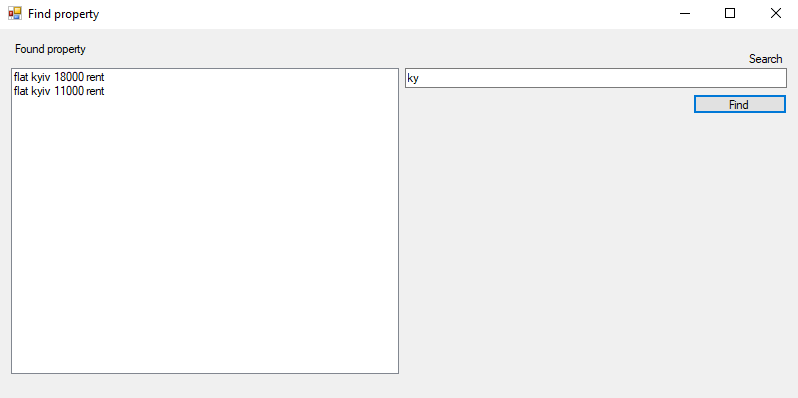 Find property
Found property
Search
flat kyiv 18000 rent
flat kyiv 11000 rent
ky
Find